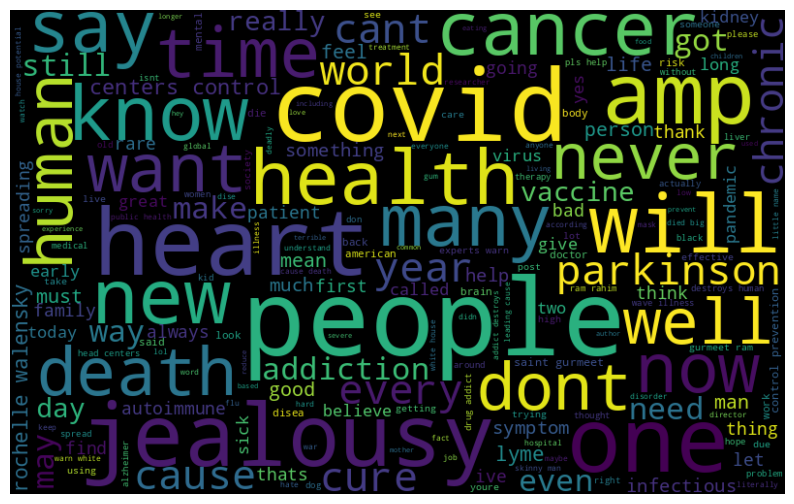 say
time
cant
really
cancer
got
kidney
still
feel
world
centers control
going
life
long
risk
know
covid
amp
chronic
human
want
something
health
never
rare
person
thank
virus
yes
body
liver
heart
make
great
patient
vaccine
many
bad
will
pandemic
spreading
early
must
family
mean
year
help
first
called
give
parkinson
new
people
well
today
way
always
much
think
two
death
addiction
every
good
believe
dont
now
need
man
thing
day
autoimmune
disea
sick
symptom
jealousy
one
may
find
cause
cure
thats
ive
even
lyme
infectious
let
rochelle walensky
using
alzheimer
brain
post
doctor
american
back
experts warn
illness
cause death
public health
medical
experience
take
live
women
society
global
deadly
treatment
pls help
without
someone
please
see
food
children
eating
longer
mental
watch house potential
isnt
hey
die
old
love
including
next
care
everyone
anyone
living
therapy
gum
dise
don
kid
understand
terrible
common
lot
according
actually
mask
prevent
black
died big
effective
little name
control prevention
destroys human
wave illness
ram rahim
gurmeet ram
saint gurmeet
leading cause
addict destroys
drug addict
white house
head centers
said
look
lol
word
severe
didn
high
around
author
getting
trying
thought
disorder
director
work
hope
due
problem
literally
right
maybe
skinny man
hospital
youre
job
fact
mother
war
hard
hate
dog
flu
based
reduce
spread
keep
warn white
sorry